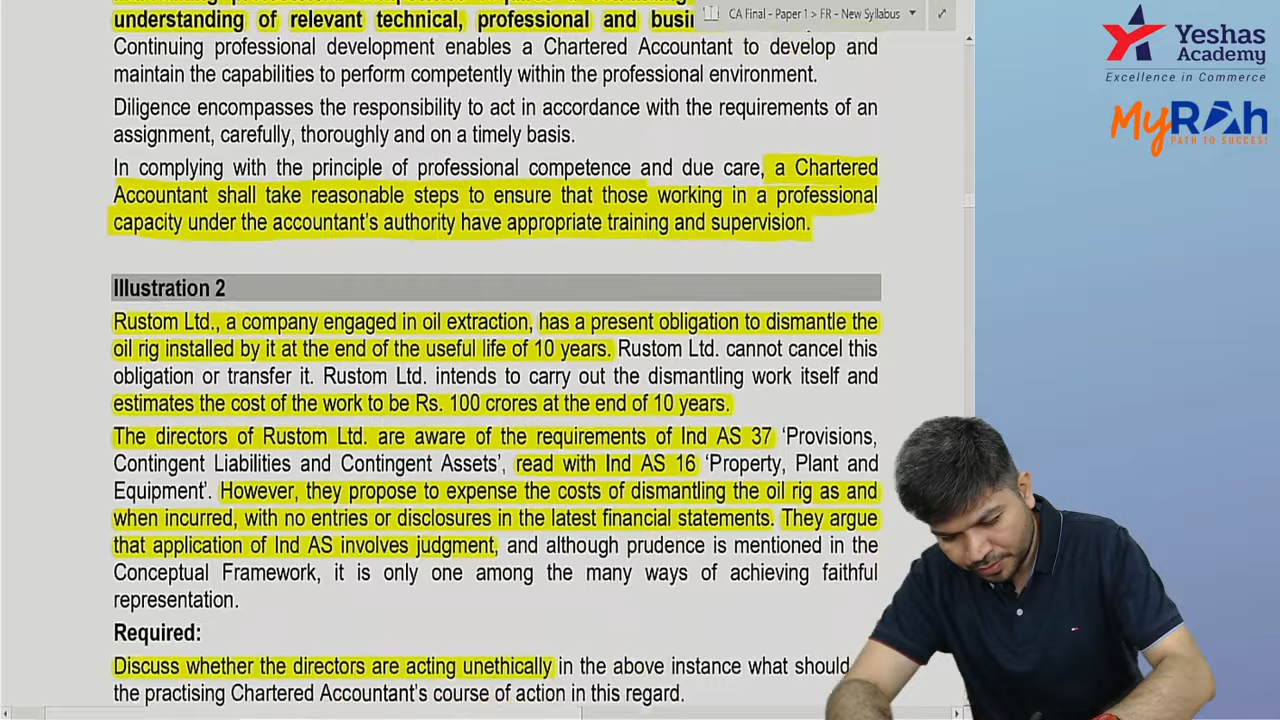 understanding of relevant technical, professional and busi
CA Final - Paper 1 > FR - New Syllabus
Continuing professional development enables a Chartered Accountant to develop and
maintain the capabilities to perform competently within the professional environment.
Diligence encompasses the responsibility to act in accordance with the requirements of an
assignment, carefully, thoroughly and on a timely basis.
In complying with the principle of professional competence and due care, a Chartered
Accountant shall take reasonable steps to ensure that those working in a professional
capacity under the accountant's authority have appropriate training and supervision.
Illustration 2
Rustom Ltd., a company engaged in oil extraction, has a present obligation to dismantle the
oil rig installed by it at the end of the useful life of 10 years. Rustom Ltd. cannot cancel this
obligation or transfer it. Rustom Ltd. intends to carry out the dismantling work itself and
estimates the cost of the work to be Rs. 100 crores at the end of 10 years.
The directors of Rustom Ltd. are aware of the requirements of Ind AS 37 'Provisions,
Contingent Liabilities and Contingent Assets', read with Ind AS 16 'Property, Plant and
Equipment'. However, they propose to expense the costs of dismantling the oil rig as and
when incurred, with no entries or disclosures in the latest financial statements. They argue
that application of Ind AS involves judgment, and although prudence is mentioned in the
Conceptual Framework, it is only one among the many ways of achieving faithful
representation.
Required:
Discuss whether the directors are acting unethically in the above instance what should
the practising Chartered Accountant's course of action in this regard.
Yeshas
Academy
Excellence in Commerce
MyRAh
PATH TO SUCCESS